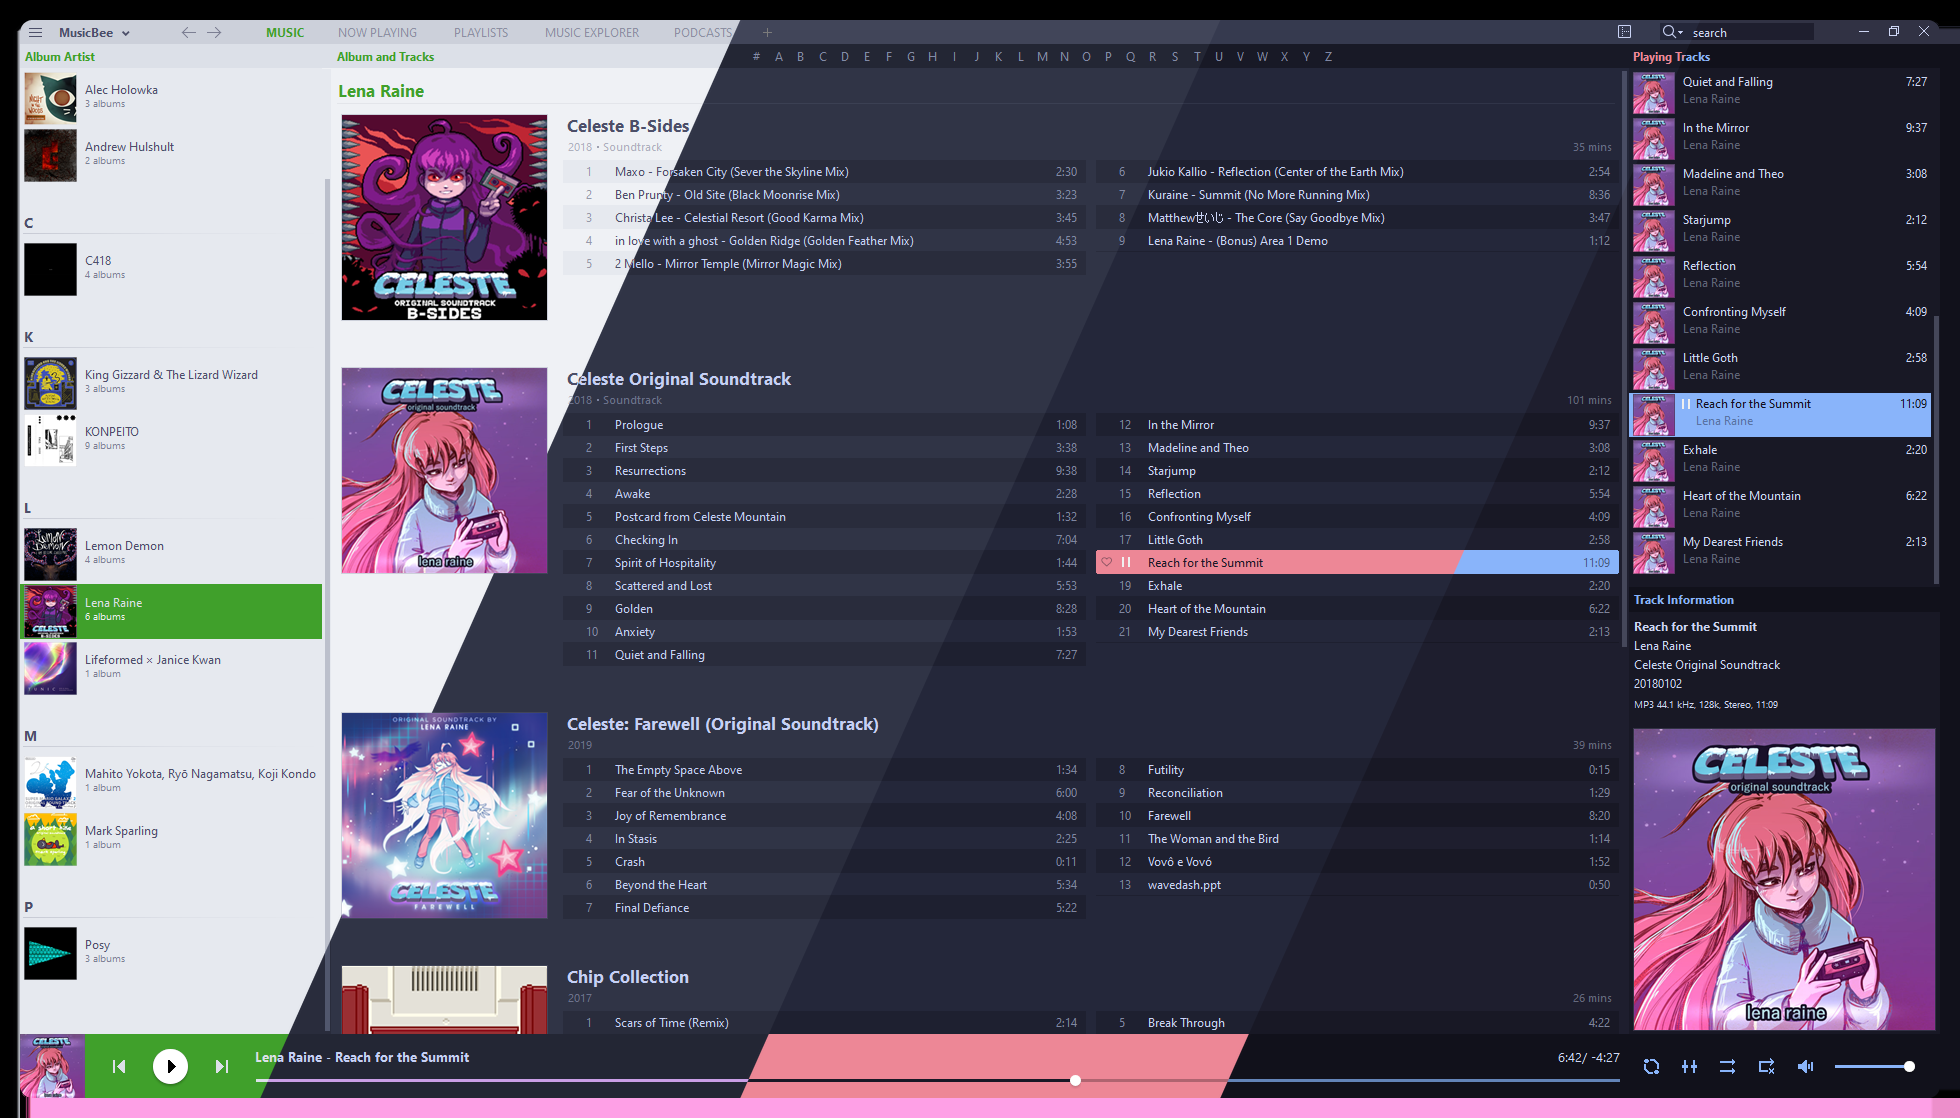 MusicBee
MUSIC
NOW PLAYING
PLAYLISTS
MUSIC EXPLORER
PODCASTS
+
search
Album Artist
Album and Tracks
# A B C D E F G H I J K L M N O P Q R S T U V W X Y Z
Playing Tracks
Alec Holowka
3 albums
Andrew Hulshult
2 albums
C
C418
4 albums
K
King Gizzard & The Lizard Wizard
3 albums
KONPEITO
9 albums
L
Lemon Demon
4 albums
Lena Raine
6 albums
Lifeformed × Janice Kwan
1 album
M
Mahito Yokota, Ryō Nagamatsu, Koji Kondo
1 album
Mark Sparling
1 album
P
Posy
3 albums
Lena Raine
CELESTE
ORIGINAL SOUNDTRACK
B-SIDES
Celeste B-Sides
2018 • Soundtrack
35 mins
1 Maxo - Forsaken City (Sever the Skyline Mix) 2:30
2 Ben Prunty - Old Site (Black Moonrise Mix) 3:23
3 Christa Lee - Celestial Resort (Good Karma Mix) 3:45
4 in love with a ghost - Golden Ridge (Golden Feather Mix) 4:53
5 2 Mello - Mirror Temple (Mirror Magic Mix) 3:55
6 Jukio Kallio - Reflection (Center of the Earth Mix) 2:54
7 Kuraine - Summit (No More Running Mix) 8:36
8 Matthewせいじ - The Core (Say Goodbye Mix) 3:47
9 Lena Raine - (Bonus) Area 1 Demo 1:12
CELESTE
original soundtrack
lena raine
Celeste Original Soundtrack
2018 • Soundtrack
101 mins
1 Prologue 1:08
2 First Steps 3:38
3 Resurrections 9:38
4 Awake 2:28
5 Postcard from Celeste Mountain 1:32
6 Checking In 7:04
7 Spirit of Hospitality 1:44
8 Scattered and Lost 5:53
9 Golden 8:28
10 Anxiety 1:53
11 Quiet and Falling 7:27
12 In the Mirror 9:37
13 Madeline and Theo 3:08
14 Starjump 2:12
15 Reflection 5:54
16 Confronting Myself 4:09
17 Little Goth 2:58
Reach for the Summit 11:09
19 Exhale 2:20
20 Heart of the Mountain 6:22
21 My Dearest Friends 2:13
ORIGINAL SOUNDTRACK BY
LENA RAINE
CELESTE
FAREWELL
Celeste: Farewell (Original Soundtrack)
2019
39 mins
1 The Empty Space Above 1:34
2 Fear of the Unknown 6:00
3 Joy of Remembrance 4:08
4 In Stasis 2:25
5 Crash 0:11
6 Beyond the Heart 5:34
7 Final Defiance 5:22
8 Futility 0:15
9 Reconciliation 1:29
10 Farewell 8:20
11 The Woman and the Bird 1:14
12 Vovô e Vovó 1:52
13 wavedash.ppt 0:50
Chip Collection
2017
26 mins
1 Scars of Time (Remix) 2:14
5 Break Through 4:22
Quiet and Falling 7:27
Lena Raine
In the Mirror 9:37
Lena Raine
Madeline and Theo 3:08
Lena Raine
Starjump 2:12
Lena Raine
Reflection 5:54
Lena Raine
Confronting Myself 4:09
Lena Raine
Little Goth 2:58
Lena Raine
Reach for the Summit 11:09
Lena Raine
Exhale 2:20
Lena Raine
Heart of the Mountain 6:22
Lena Raine
My Dearest Friends 2:13
Lena Raine
Track Information
Reach for the Summit
Lena Raine
Celeste Original Soundtrack
20180102
MP3 44.1 kHz, 128k, Stereo, 11:09
CELESTE
original soundtrack
lena raine
Lena Raine - Reach for the Summit
6:42/ -4:27